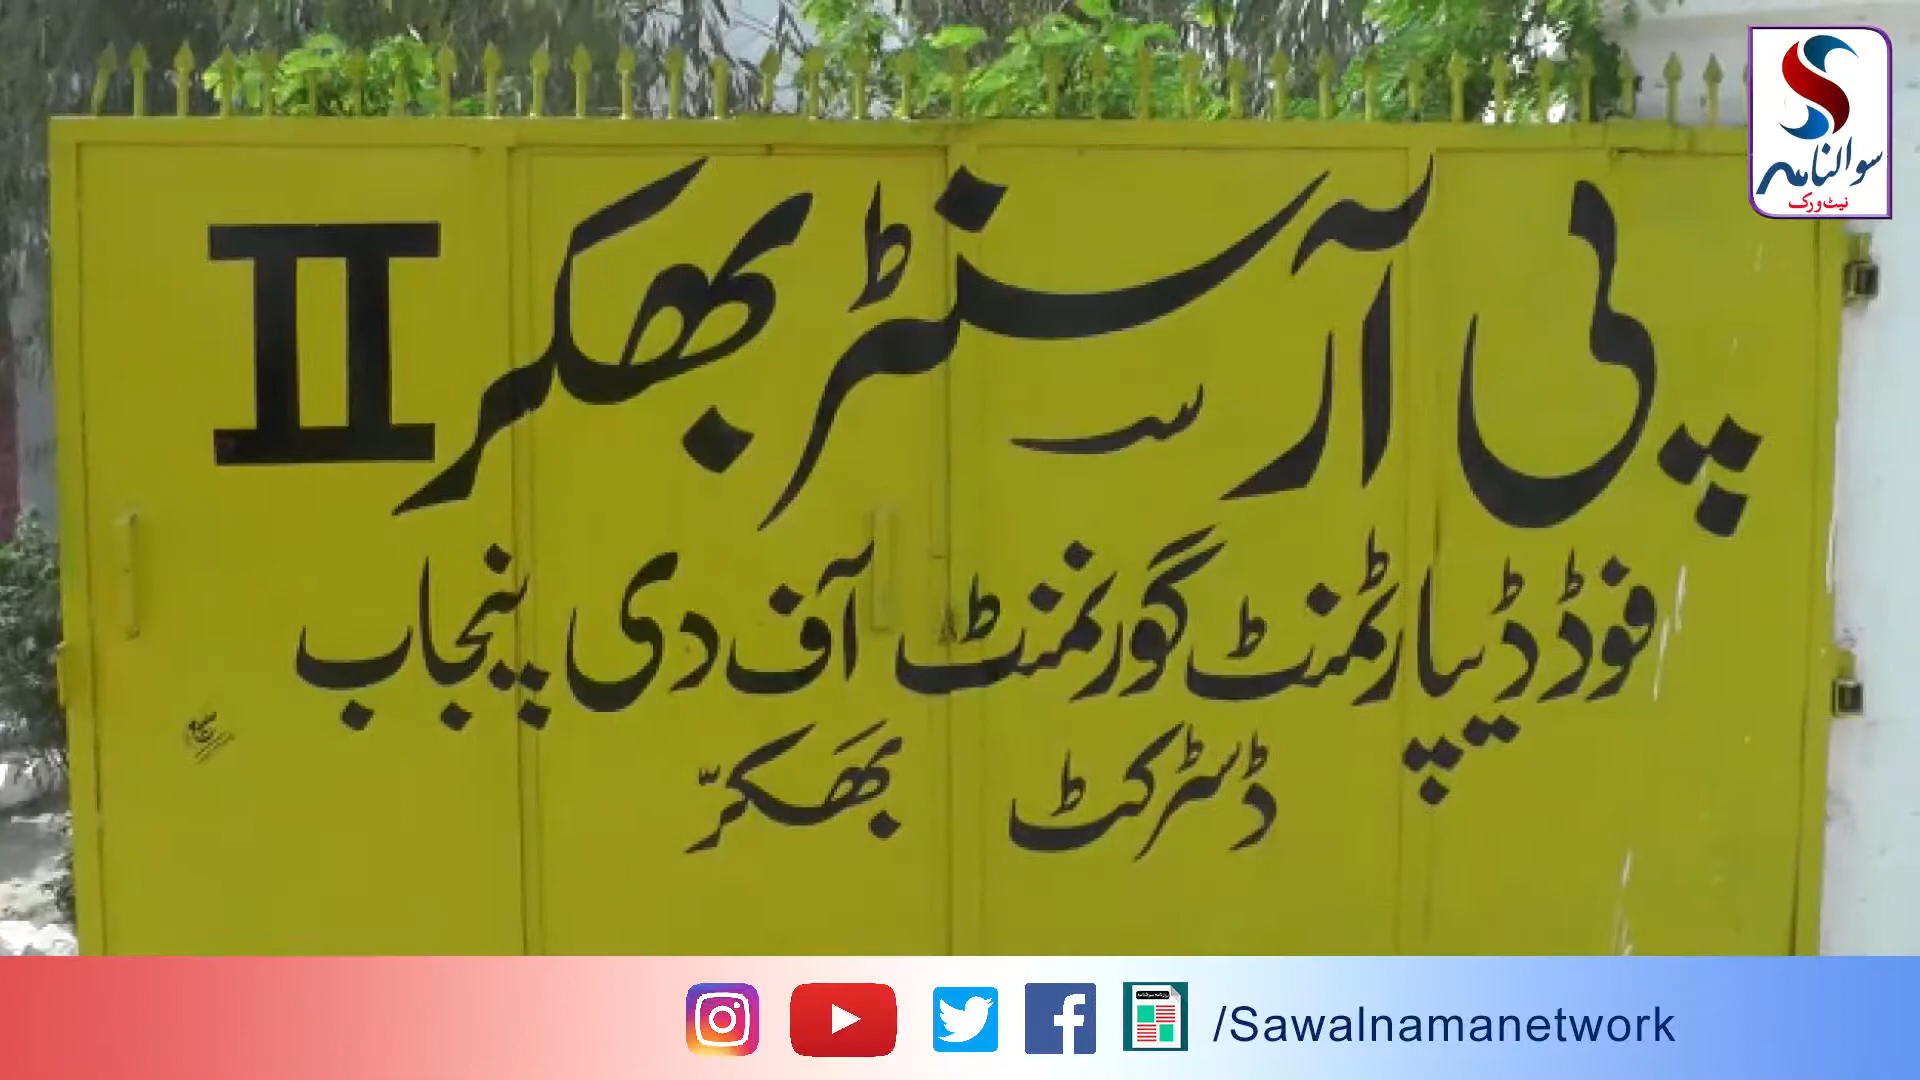 سوالنامہ
نیٹ ورک
پی آر سنٹر بھکر II
فوڈ ڈیپارٹمنٹ گورنمنٹ آف دی پنجاب
ڈسٹرکٹ بھکر
/Sawalnamanetwork